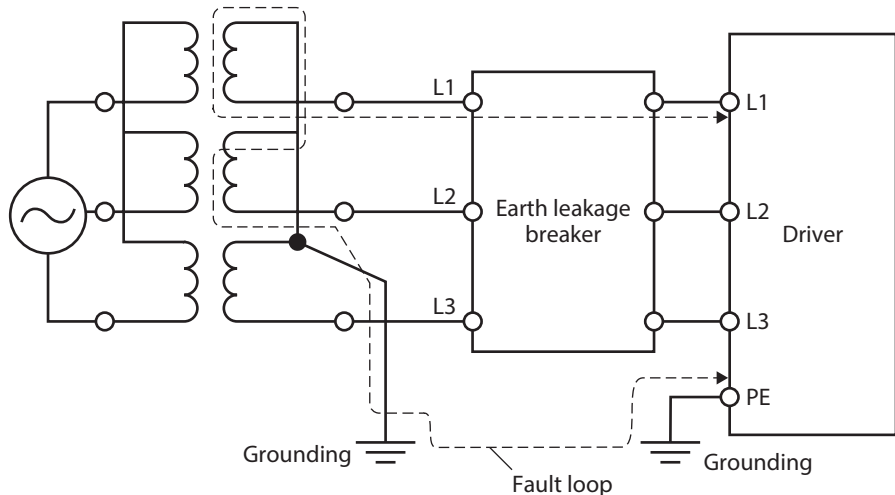 L1
L1
L2
Earth leakage
breaker
L2
Driver
L3
L3
PE
Grounding
Grounding
Fault loop